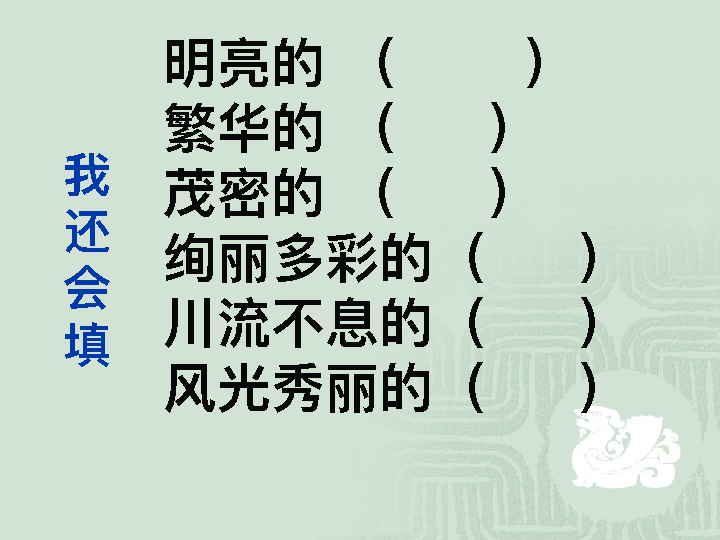 我还会填
明亮的 （ ）
繁华的 （ ）
茂密的 （ ）
绚丽多彩的（ ）
川流不息的（ ）
风光秀丽的（ ）